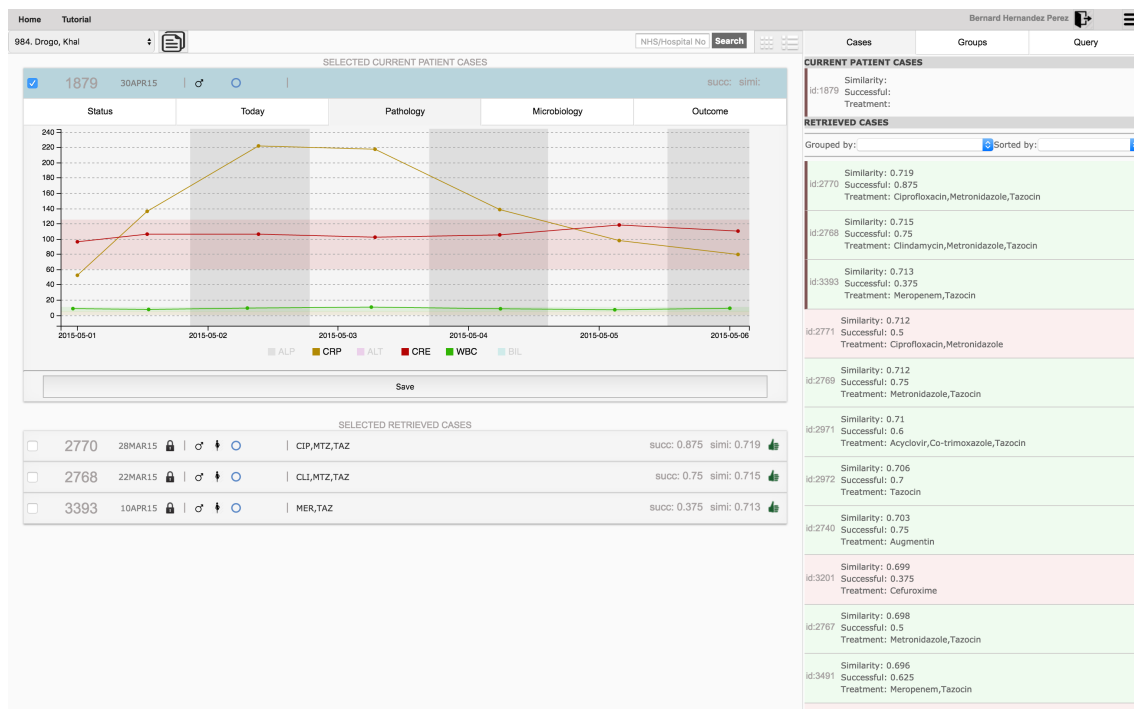 Home Tutorial
Bernard Hernandez Perez
984. Drogo, Khal
NHS/Hospital No Search
Cases Groups Query
SELECTED CURRENT PATIENT CASES
1879 30APR15 | ♂ | succ: simi:
Status Today Pathology Microbiology Outcome
240
220
200
180
160
140
120
100
80
60
40
20
0
2015-05-01 2015-05-02 2015-05-03 2015-05-04 2015-05-05 2015-05-06
ALP CRP ALT CRE WBC BIL
Save
SELECTED RETRIEVED CASES
2770 28MAR15 | ♂ | CIP,MTZ,TAZ succ: 0.875 simi: 0.719
2768 22MAR15 | ♂ | CLI,MTZ,TAZ succ: 0.75 simi: 0.715
3393 10APR15 | ♂ | MER,TAZ succ: 0.375 simi: 0.713
CURRENT PATIENT CASES
Similarity:
id:1879 Successful:
Treatment:
RETRIEVED CASES
Grouped by: Sorted by:
Similarity: 0.719
id:2770 Successful: 0.875
Treatment: Ciprofloxacin,Metronidazole,Tazocin
Similarity: 0.715
id:2768 Successful: 0.75
Treatment: Clindamycin,Metronidazole,Tazocin
Similarity: 0.713
id:3393 Successful: 0.375
Treatment: Meropenem,Tazocin
Similarity: 0.712
id:2771 Successful: 0.5
Treatment: Ciprofloxacin,Metronidazole
Similarity: 0.712
id:2769 Successful: 0.75
Treatment: Metronidazole,Tazocin
Similarity: 0.71
id:2971 Successful: 0.6
Treatment: Acyclovir,Co-trimoxazole,Tazocin
Similarity: 0.706
id:2972 Successful: 0.7
Treatment: Tazocin
Similarity: 0.703
id:2740 Successful: 0.75
Treatment: Augmentin
Similarity: 0.699
id:3201 Successful: 0.375
Treatment: Cefuroxime
Similarity: 0.698
id:2767 Successful: 0.5
Treatment: Metronidazole,Tazocin
Similarity: 0.696
id:3491 Successful: 0.625
Treatment: Meropenem,Tazocin